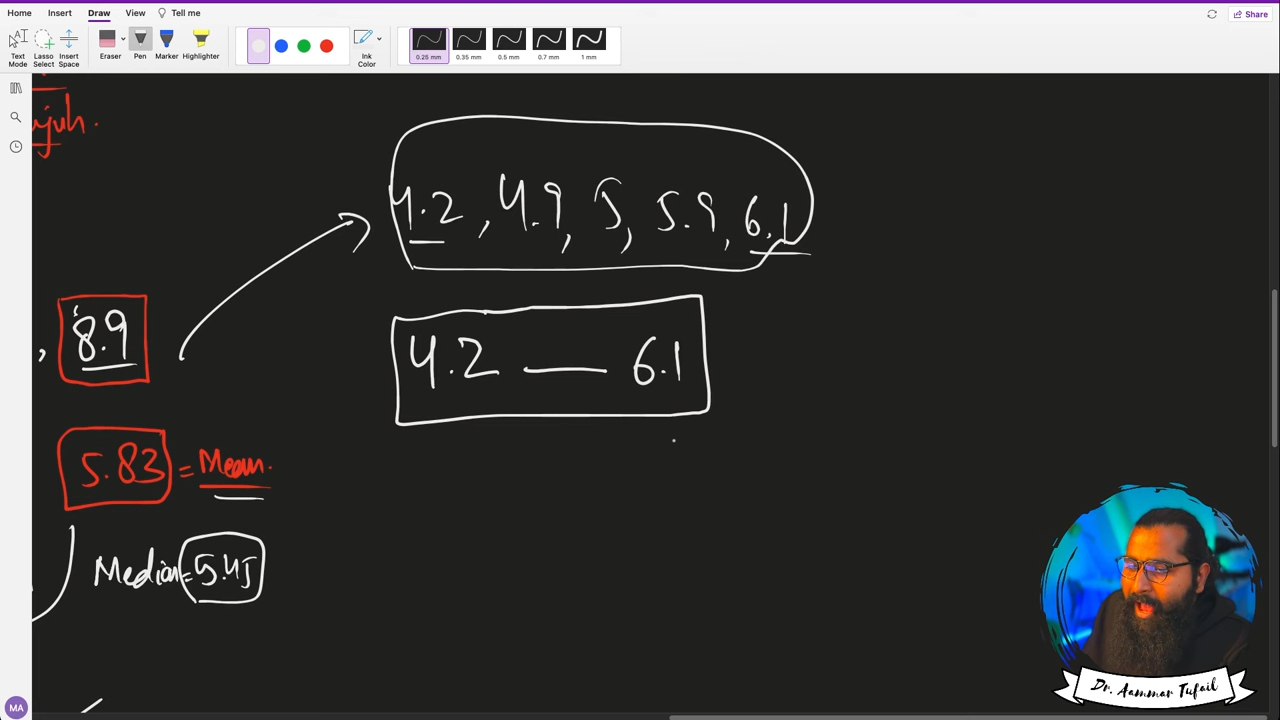 Home Insert Draw View Tell me
Share
Text Mode
Lasso Select
Insert Space
Eraser
Pen
Marker
Highlighter
Ink Color
0.25 mm
0.35 mm
0.5 mm
0.7 mm
1 mm
4.2, 4.9, 5, 5.9, 6.1
, 8.9
4.2 — 6.1
5.83 = Mean.
Median = 5.45
MA
Dr. Aammar Tufail